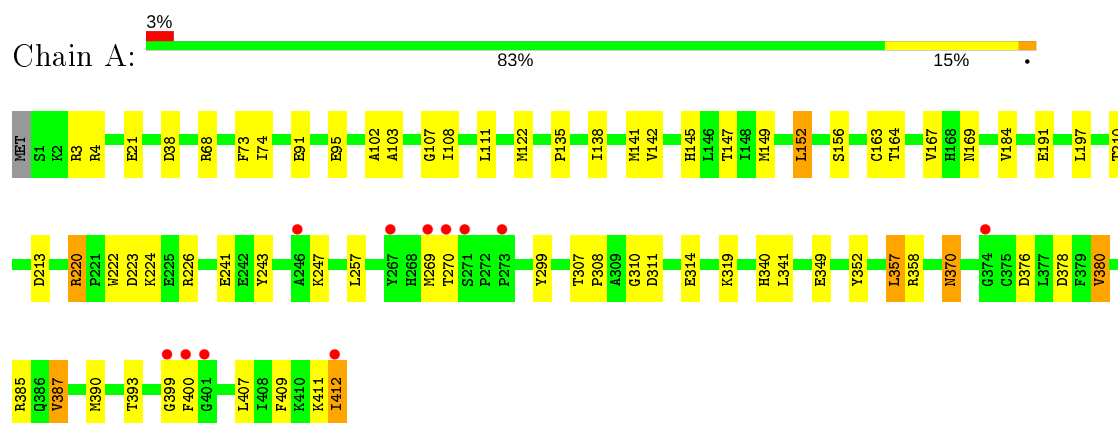 3%
Chain A:
83% 15% •
MET S1 K2 R3 R4 E21 D38 R68 F73 I74 E91 E95 A102 A103 G107 I108 L111 M122 P135 I138 M141 V142 H145 L146 T147 I148 M149 L152 S156 C163 T164 V167 H168 N169 V184 E191 L197 T210
D213 R220 P221 W222 D223 K224 E225 R226 E241 E242 Y243 A246 K247 L257 Y267 H268 M269 T270 S271 P272 P273 Y299 T307 P308 A309 G310 D311 E314 K319 H340 L341 E349 Y352 L357 R358 N370 G374 C375 D376 L377 D378 F379 V380
R385 Q386 V387 M390 T393 G399 F400 G401 L407 I408 F409 K410 K411 I412